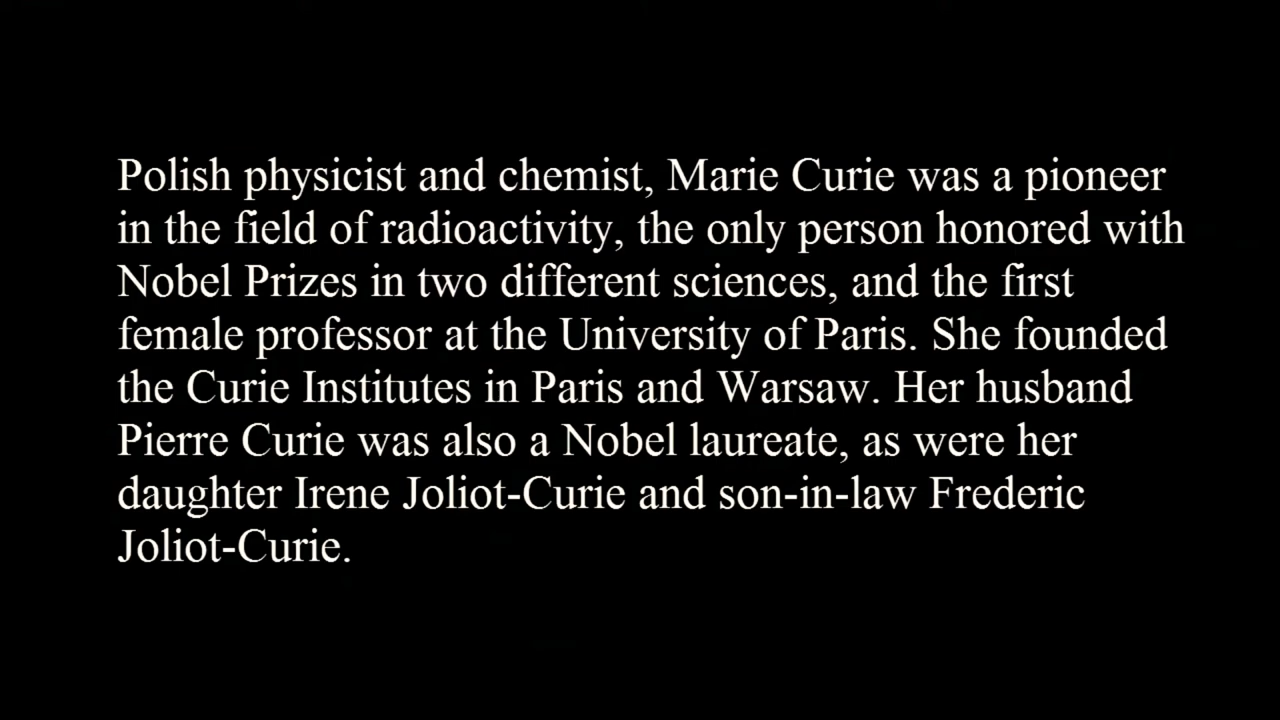 Polish physicist and chemist, Marie Curie was a pioneer
in the field of radioactivity, the only person honored with
Nobel Prizes in two different sciences, and the first
female professor at the University of Paris. She founded
the Curie Institutes in Paris and Warsaw. Her husband
Pierre Curie was also a Nobel laureate, as were her
daughter Irene Joliot-Curie and son-in-law Frederic
Joliot-Curie.